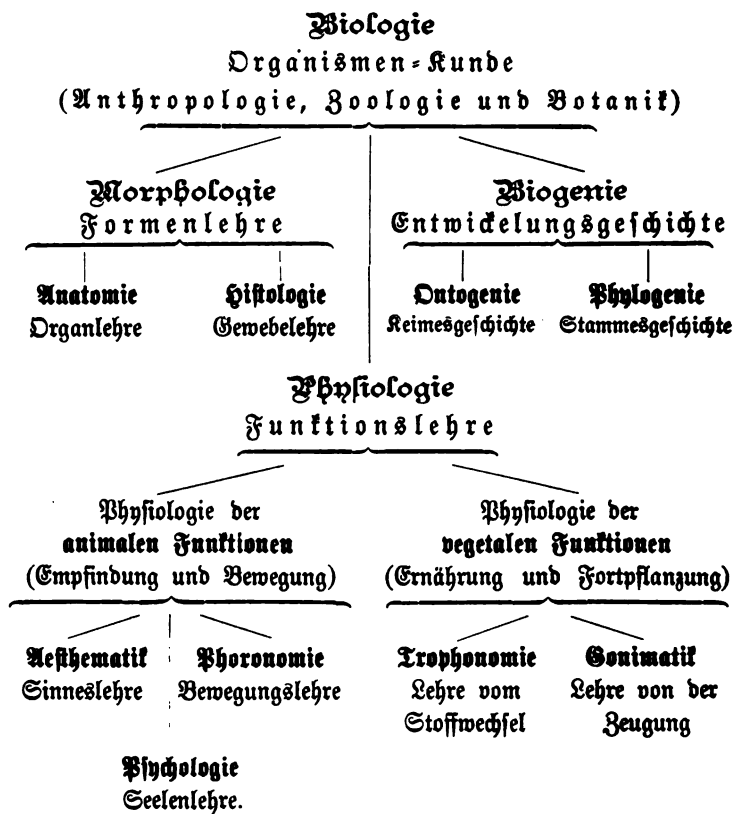 Biologie
Organismen-Kunde
(Anthropologie, Zoologie und Botanik)
Morphologie
Formenlehre
Biogenie
Entwickelungsgeschichte
Anatomie
Organlehre
Histologie
Gewebelehre
Ontogenie
Keimesgeschichte
Phylogenie
Stammesgeschichte
Physiologie
Funktionslehre
Physiologie der
animalen Funktionen
(Empfindung und Bewegung)
Physiologie der
vegetalen Funktionen
(Ernährung und Fortpflanzung)
Aesthematik
Sinneslehre
Phoronomie
Bewegungslehre
Trophonomie
Lehre vom
Stoffwechsel
Gonimatik
Lehre von der
Zeugung
Psychologie
Seelenlehre.